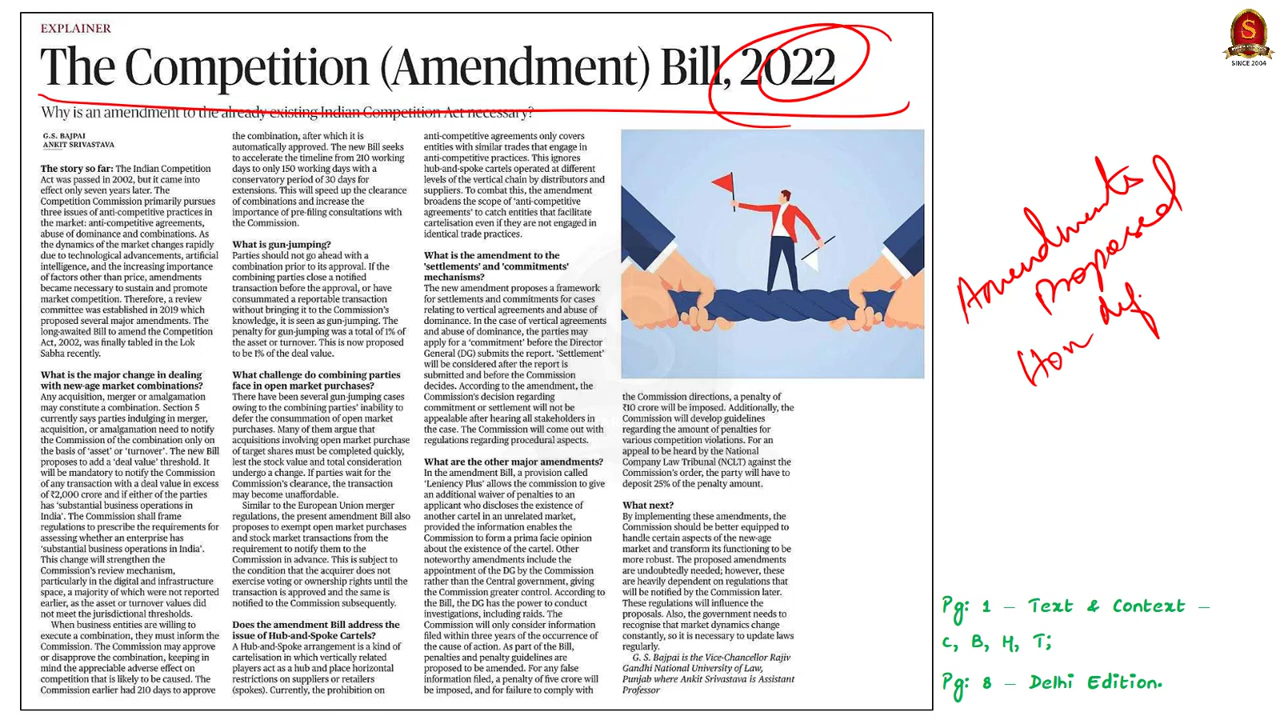 EXPLAINER
The Competition (Amendment) Bill, 2022
Why is an amendment to the already existing Indian Competition Act necessary?
G.S. BAJPAI
ANKIT SRIVASTAVA
The story so far: The Indian Competition
Act was passed in 2002, but it came into
effect only seven years later. The
Competition Commission primarily pursues
three issues of anti-competitive practices in
the market: anti-competitive agreements,
abuse of dominance and combinations. As
the dynamics of the market changes rapidly
due to technological advancements, artificial
intelligence, and the increasing importance
of factors other than price, amendments
became necessary to sustain and promote
market competition. Therefore, a review
committee was established in 2019 which
proposed several major amendments. The
long-awaited Bill to amend the Competition
Act, 2002, was finally tabled in the Lok
Sabha recently.
What is the major change in dealing
with new-age market combinations?
Any acquisition, merger or amalgamation
may constitute a combination. Section 5
currently says parties indulging in merger,
acquisition, or amalgamation need to notify
the Commission of the combination only on
the basis of 'asset' or 'turnover'. The new Bill
proposes to add a 'deal value' threshold. It
will be mandatory to notify the Commission
of any transaction with a deal value in excess
of ₹2,000 crore and if either of the parties
has 'substantial business operations in
India'. The Commission shall frame
regulations to prescribe the requirements for
assessing whether an enterprise has
'substantial business operations in India'.
This change will strengthen the
Commission's review mechanism,
particularly in the digital and infrastructure
space, a majority of which were not reported
earlier, as the asset or turnover values did
not meet the jurisdictional thresholds.
When business entities are willing to
execute a combination, they must inform the
Commission. The Commission may approve
or disapprove the combination, keeping in
mind the appreciable adverse effect on
competition that is likely to be caused. The
Commission earlier had 210 days to approve
the combination, after which it is
automatically approved. The new Bill seeks
to accelerate the timeline from 210 working
days to only 150 working days with a
conservatory period of 30 days for
extensions. This will speed up the clearance
of combinations and increase the
importance of pre-filing consultations with
the Commission.
What is gun-jumping?
Parties should not go ahead with a
combination prior to its approval. If the
combining parties close a notified
transaction before the approval, or have
consummated a reportable transaction
without bringing it to the Commission's
knowledge, it is seen as gun-jumping. The
penalty for gun-jumping was a total of 1% of
the asset or turnover. This is now proposed
to be 1% of the deal value.
What challenge do combining parties
face in open market purchases?
There have been several gun-jumping cases
owing to the combining parties' inability to
defer the consummation of open market
purchases. Many of them argue that
acquisitions involving open market purchase
of target shares must be completed quickly,
lest the stock value and total consideration
undergo a change. If parties wait for the
Commission's clearance, the transaction
may become unaffordable.
Similar to the European Union merger
regulations, the present amendment Bill also
proposes to exempt open market purchases
and stock market transactions from the
requirement to notify them to the
Commission in advance. This is subject to
the condition that the acquirer does not
exercise voting or ownership rights until the
transaction is approved and the same is
notified to the Commission subsequently.
Does the amendment Bill address the
issue of Hub-and-Spoke Cartels?
A Hub-and-Spoke arrangement is a kind of
cartelisation in which vertically related
players act as a hub and place horizontal
restrictions on suppliers or retailers
(spokes). Currently, the prohibition on
anti-competitive agreements only covers
entities with similar trades that engage in
anti-competitive practices. This ignores
hub-and-spoke cartels operated at different
levels of the vertical chain by distributors and
suppliers. To combat this, the amendment
broadens the scope of 'anti-competitive
agreements' to catch entities that facilitate
cartelisation even if they are not engaged in
identical trade practices.
What is the amendment to the
'settlements' and 'commitments'
mechanisms?
The new amendment proposes a framework
for settlements and commitments for cases
relating to vertical agreements and abuse of
dominance. In the case of vertical agreements
and abuse of dominance, the parties may
apply for a 'commitment' before the Director
General (DG) submits the report. 'Settlement'
will be considered after the report is
submitted and before the Commission
decides. According to the amendment, the
Commission's decision regarding
commitment or settlement will not be
appealable after hearing all stakeholders in
the case. The Commission will come out with
regulations regarding procedural aspects.
What are the other major amendments?
In the amendment Bill, a provision called
'Leniency Plus' allows the commission to give
an additional waiver of penalties to an
applicant who discloses the existence of
another cartel in an unrelated market,
provided the information enables the
Commission to form a prima facie opinion
about the existence of the cartel. Other
noteworthy amendments include the
appointment of the DG by the Commission
rather than the Central government, giving
the Commission greater control. According to
the Bill, the DG has the power to conduct
investigations, including raids. The
Commission will only consider information
filed within three years of the occurrence of
the cause of action. As part of the Bill,
penalties and penalty guidelines are
proposed to be amended. For any false
information filed, a penalty of five crore will
be imposed, and for failure to comply with
the Commission directions, a penalty of
₹10 crore will be imposed. Additionally, the
Commission will develop guidelines
regarding the amount of penalties for
various competition violations. For an
appeal to be heard by the National
Company Law Tribunal (NCLT) against the
Commission's order, the party will have to
deposit 25% of the penalty amount.
What next?
By implementing these amendments, the
Commission should be better equipped to
handle certain aspects of the new-age
market and transform its functioning to be
more robust. The proposed amendments
are undoubtedly needed; however, these
are heavily dependent on regulations that
will be notified by the Commission later.
These regulations will influence the
proposals. Also, the government needs to
recognise that market dynamics change
constantly, so it is necessary to update laws
regularly.
G. S. Bajpai is the Vice-Chancellor Rajiv
Gandhi National University of Law,
Punjab where Ankit Srivastava is Assistant
Professor
S
SINCE 2004
Amendments
Proposed
Pg: 1 – Text & Context –
C, B, H, T;
Pg: 8 – Delhi Edition.